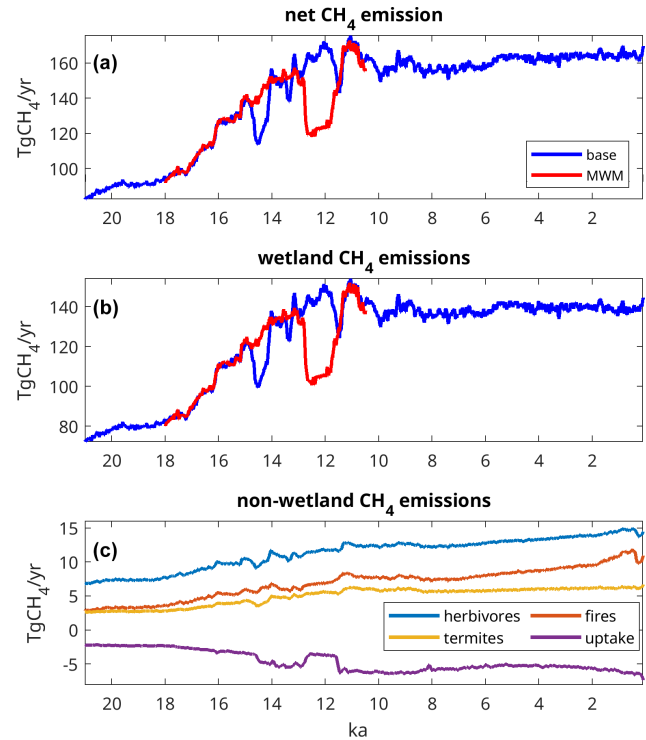 net CH₄ emission
(a)
TgCH₄/yr
160
140
120
100
base
MWM
20 18 16 14 12 10 8 6 4 2
ka
wetland CH₄ emissions
(b)
TgCH₄/yr
140
120
100
80
20 18 16 14 12 10 8 6 4 2
non-wetland CH₄ emissions
(c)
TgCH₄/yr
15
10
5
0
-5
herbivores fires
termites uptake
20 18 16 14 12 10 8 6 4 2
ka